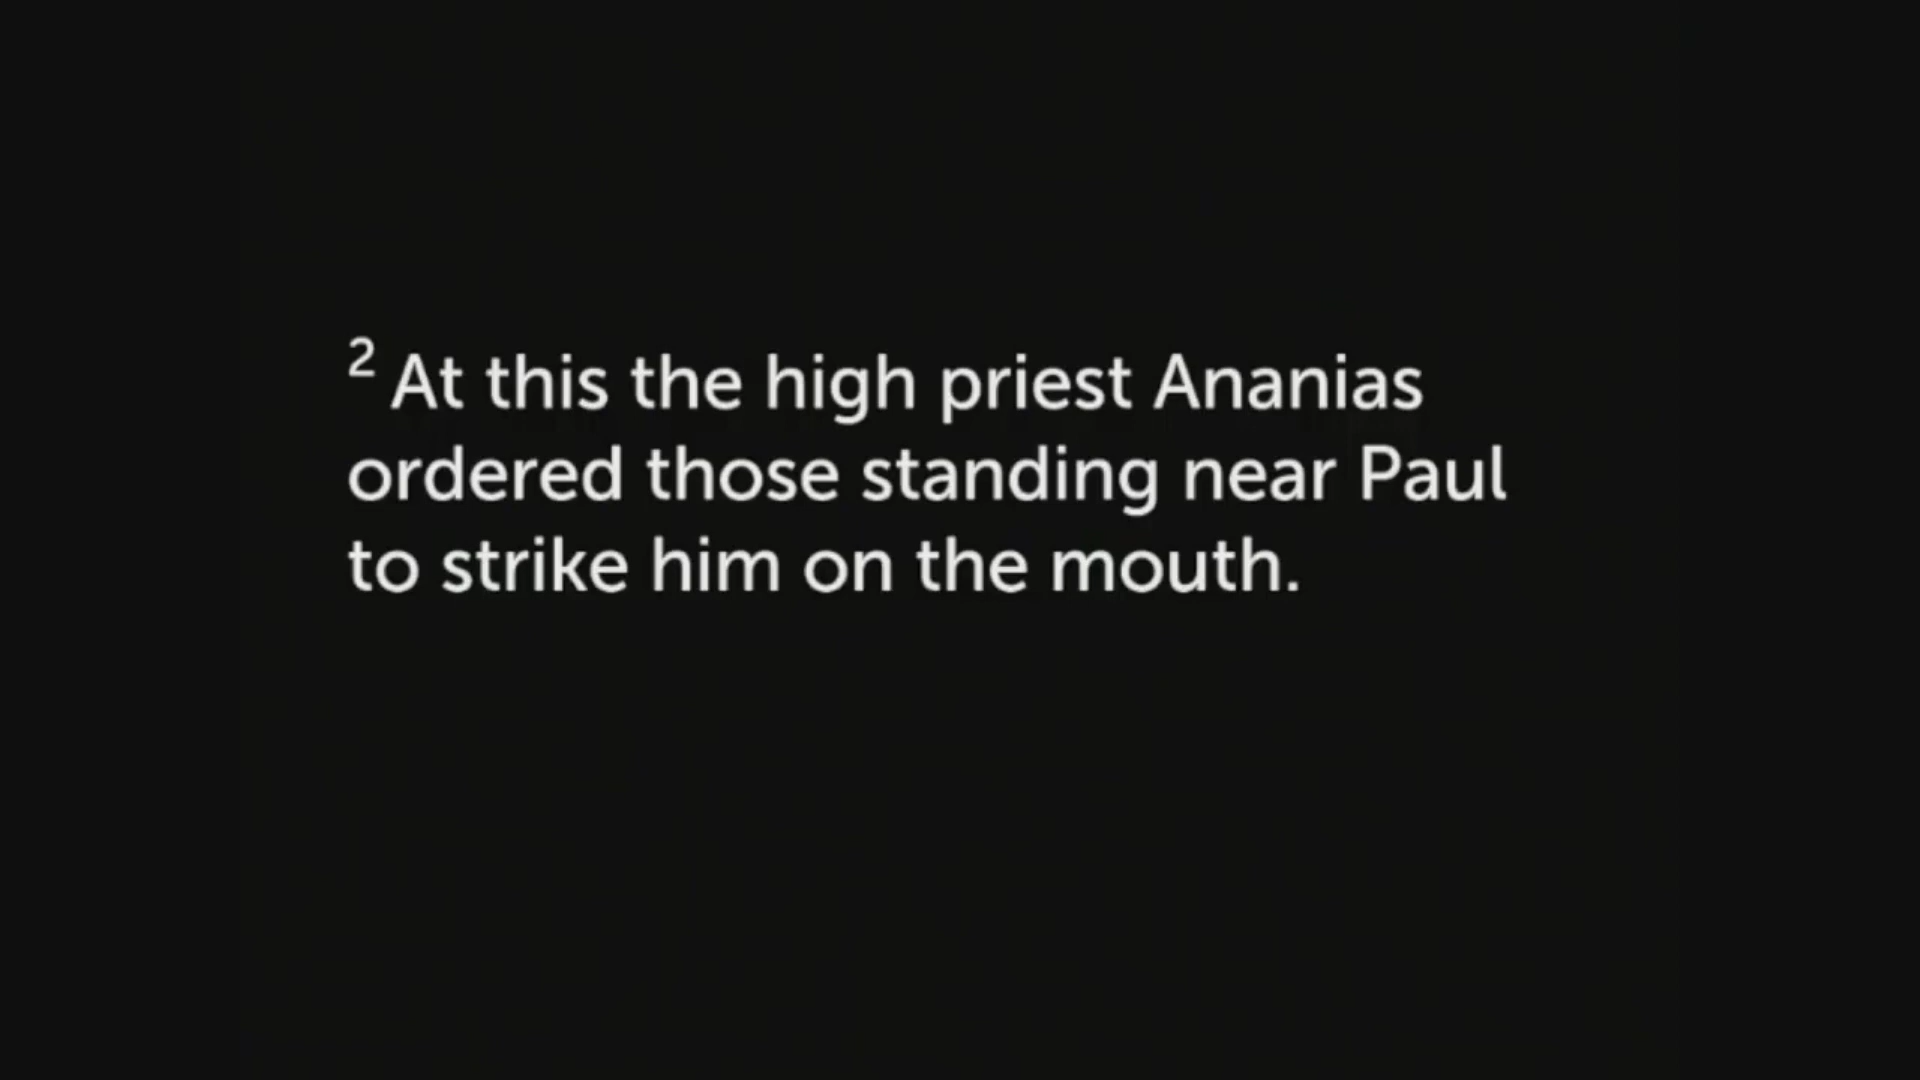 ² At this the high priest Ananias
ordered those standing near Paul
to strike him on the mouth.